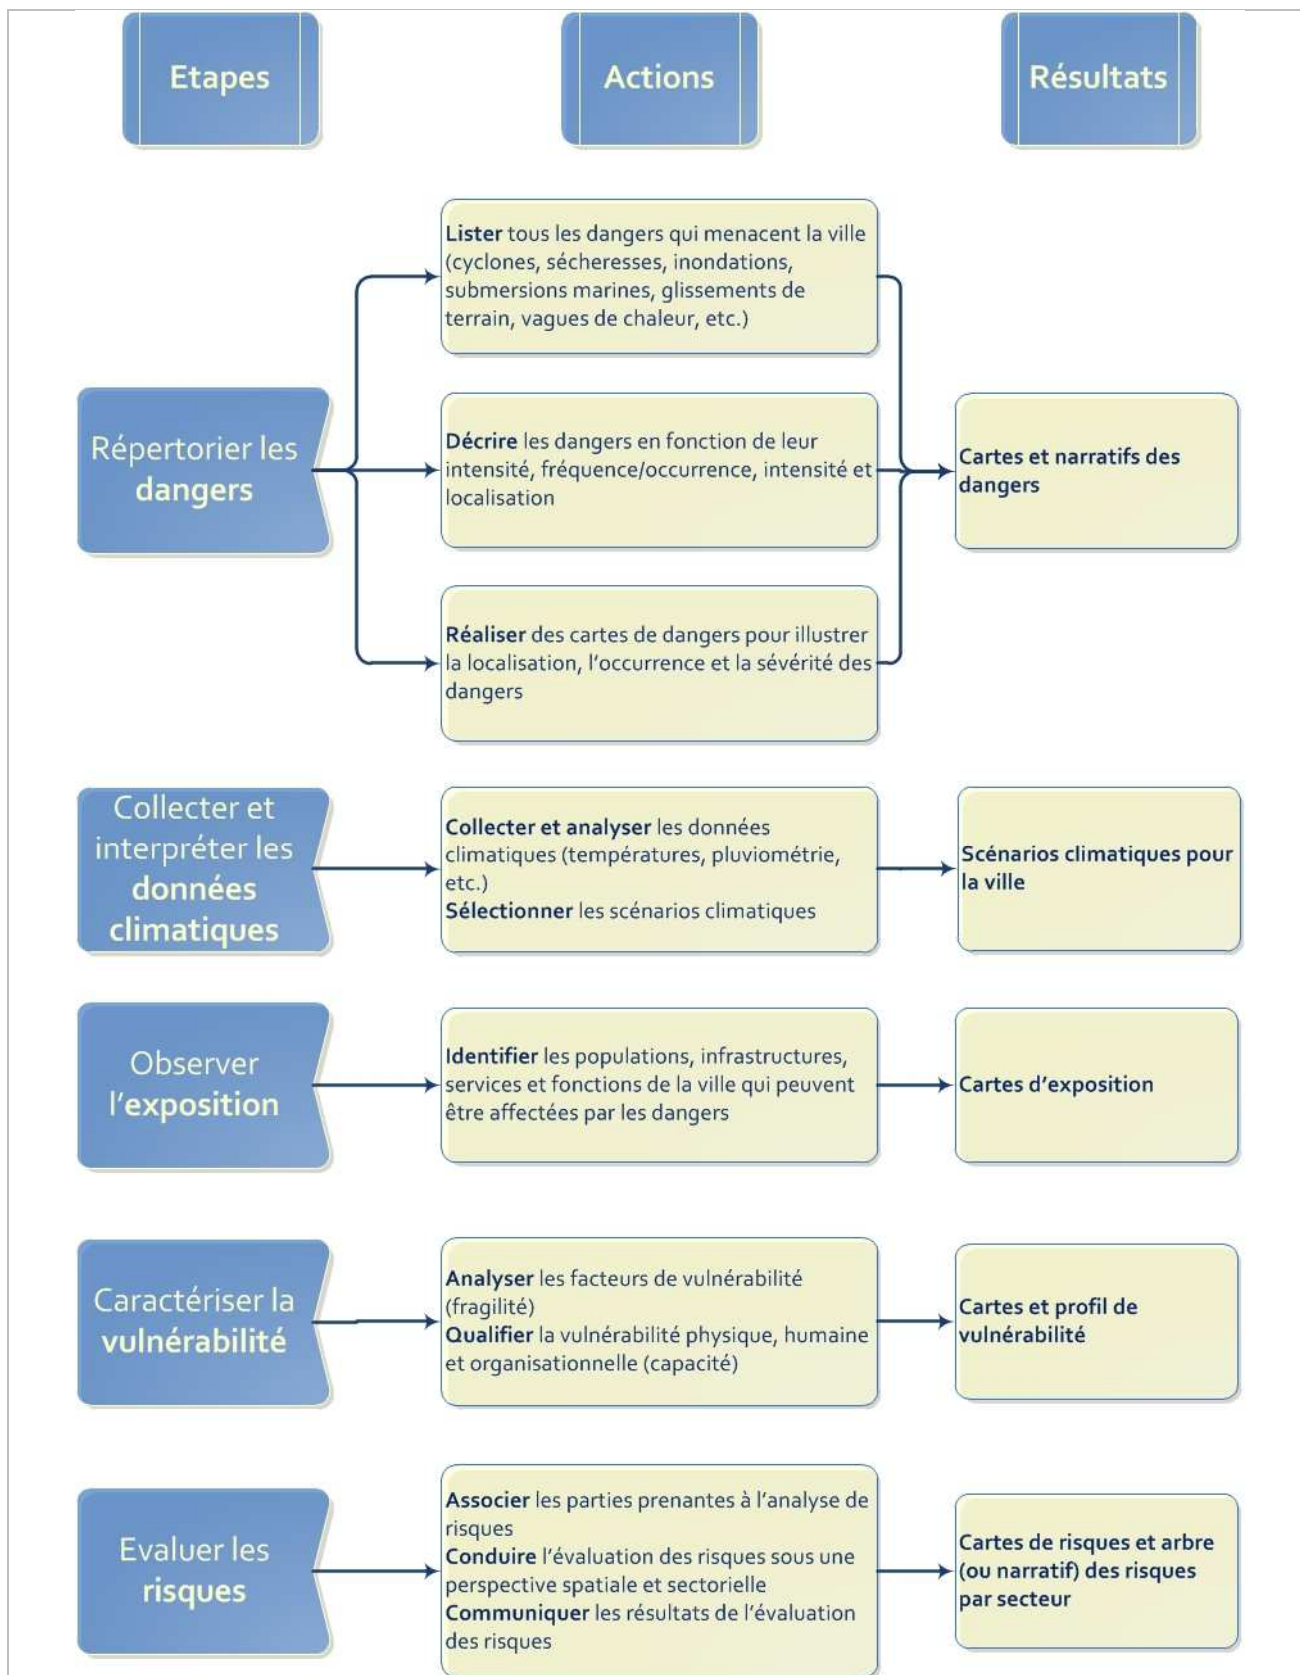 Etapes
Actions
Résultats
Répertorier les
dangers
Lister tous les dangers qui menacent la ville
(cyclones, sécheresses, inondations,
submersions marines, glissements de
terrain, vagues de chaleur, etc.)
Décrire les dangers en fonction de leur
intensité, fréquence/occurrence, intensité et
localisation
Réaliser des cartes de dangers pour illustrer
la localisation, l'occurrence et la sévérité des
dangers
Cartes et narratifs des
dangers
Collecter et
interpréter les
données
climatiques
Collecter et analyser les données
climatiques (températures, pluviométrie,
etc.)
Sélectionner les scénarios climatiques
Scénarios climatiques pour
la ville
Observer
l'exposition
Identifier les populations, infrastructures,
services et fonctions de la ville qui peuvent
être affectées par les dangers
Cartes d'exposition
Caractériser la
vulnérabilité
Analyser les facteurs de vulnérabilité
(fragilité)
Qualifier la vulnérabilité physique, humaine
et organisationnelle (capacité)
Cartes et profil de
vulnérabilité
Evaluer les
risques
Associer les parties prenantes à l'analyse de
risques
Conduire l'évaluation des risques sous une
perspective spatiale et sectorielle
Communiquer les résultats de l'évaluation
des risques
Cartes de risques et arbre
(ou narratif) des risques
par secteur